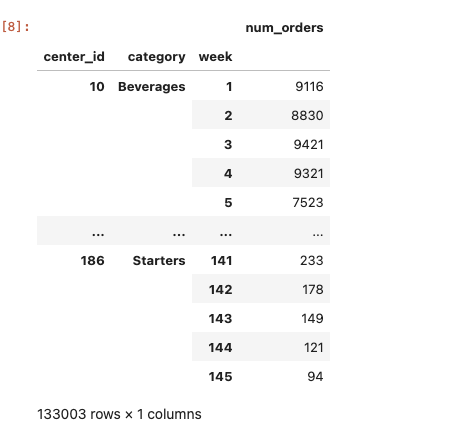 [8]:
num_orders
center_id category week
10 Beverages 1 9116
2 8830
3 9421
4 9321
5 7523
... ... ... ...
186 Starters 141 233
142 178
143 149
144 121
145 94
133003 rows × 1 columns